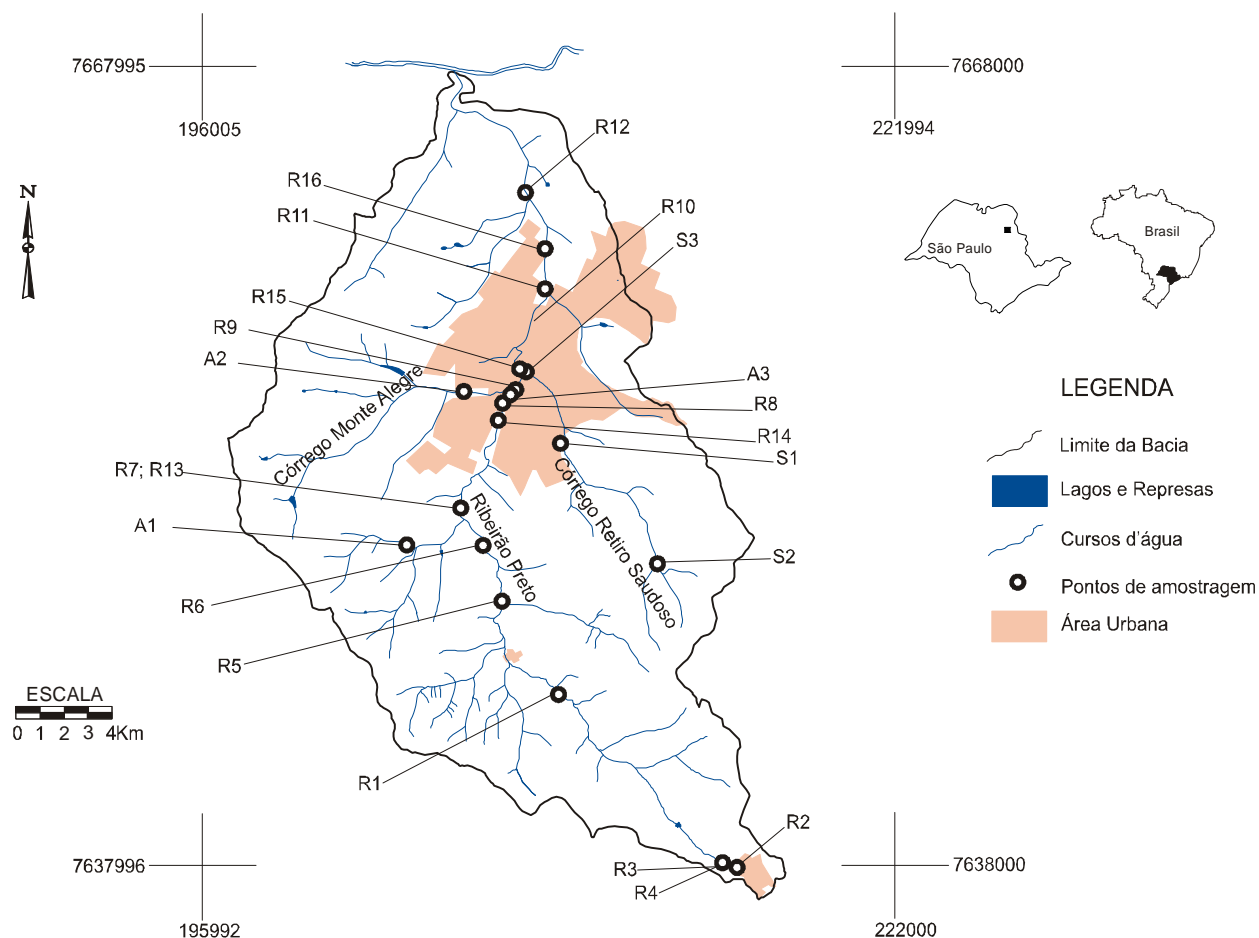 7667995
7668000
196005
221994
R12
N
R16
R10
R11
S3
São Paulo
Brasil
R15
R9
A2
A3
LEGENDA
Córrego Monte Alegre
R8
R14
Limite da Bacia
S1
R7; R13
Lagos e Represas
A1
Ribeirão Preto
Córrego Retiro Saudoso
Cursos d'água
S2
Pontos de amostragem
R6
Área Urbana
R5
ESCALA
0 1 2 3 4Km
R1
R2
7637996
R3
7638000
R4
195992
222000